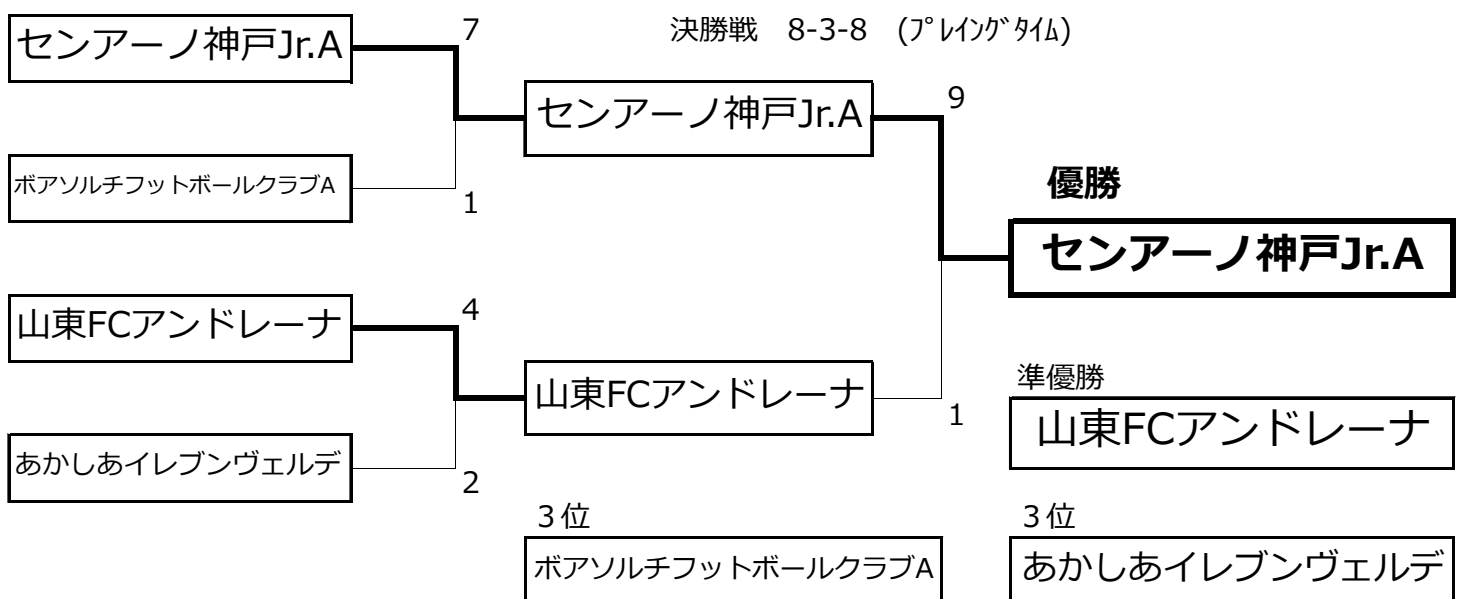 決勝戦 8-3-8 (ﾌﾟﾚｲﾝｸﾞﾀｲﾑ)
センアーノ神戸Jr.A
7
ボアソルチフットボールクラブA
1
山東FCアンドレーナ
4
あかしあイレブンヴェルデ
2
センアーノ神戸Jr.A
9
山東FCアンドレーナ
1
優勝
センアーノ神戸Jr.A
準優勝
山東FCアンドレーナ
３位
ボアソルチフットボールクラブA
３位
あかしあイレブンヴェルデ